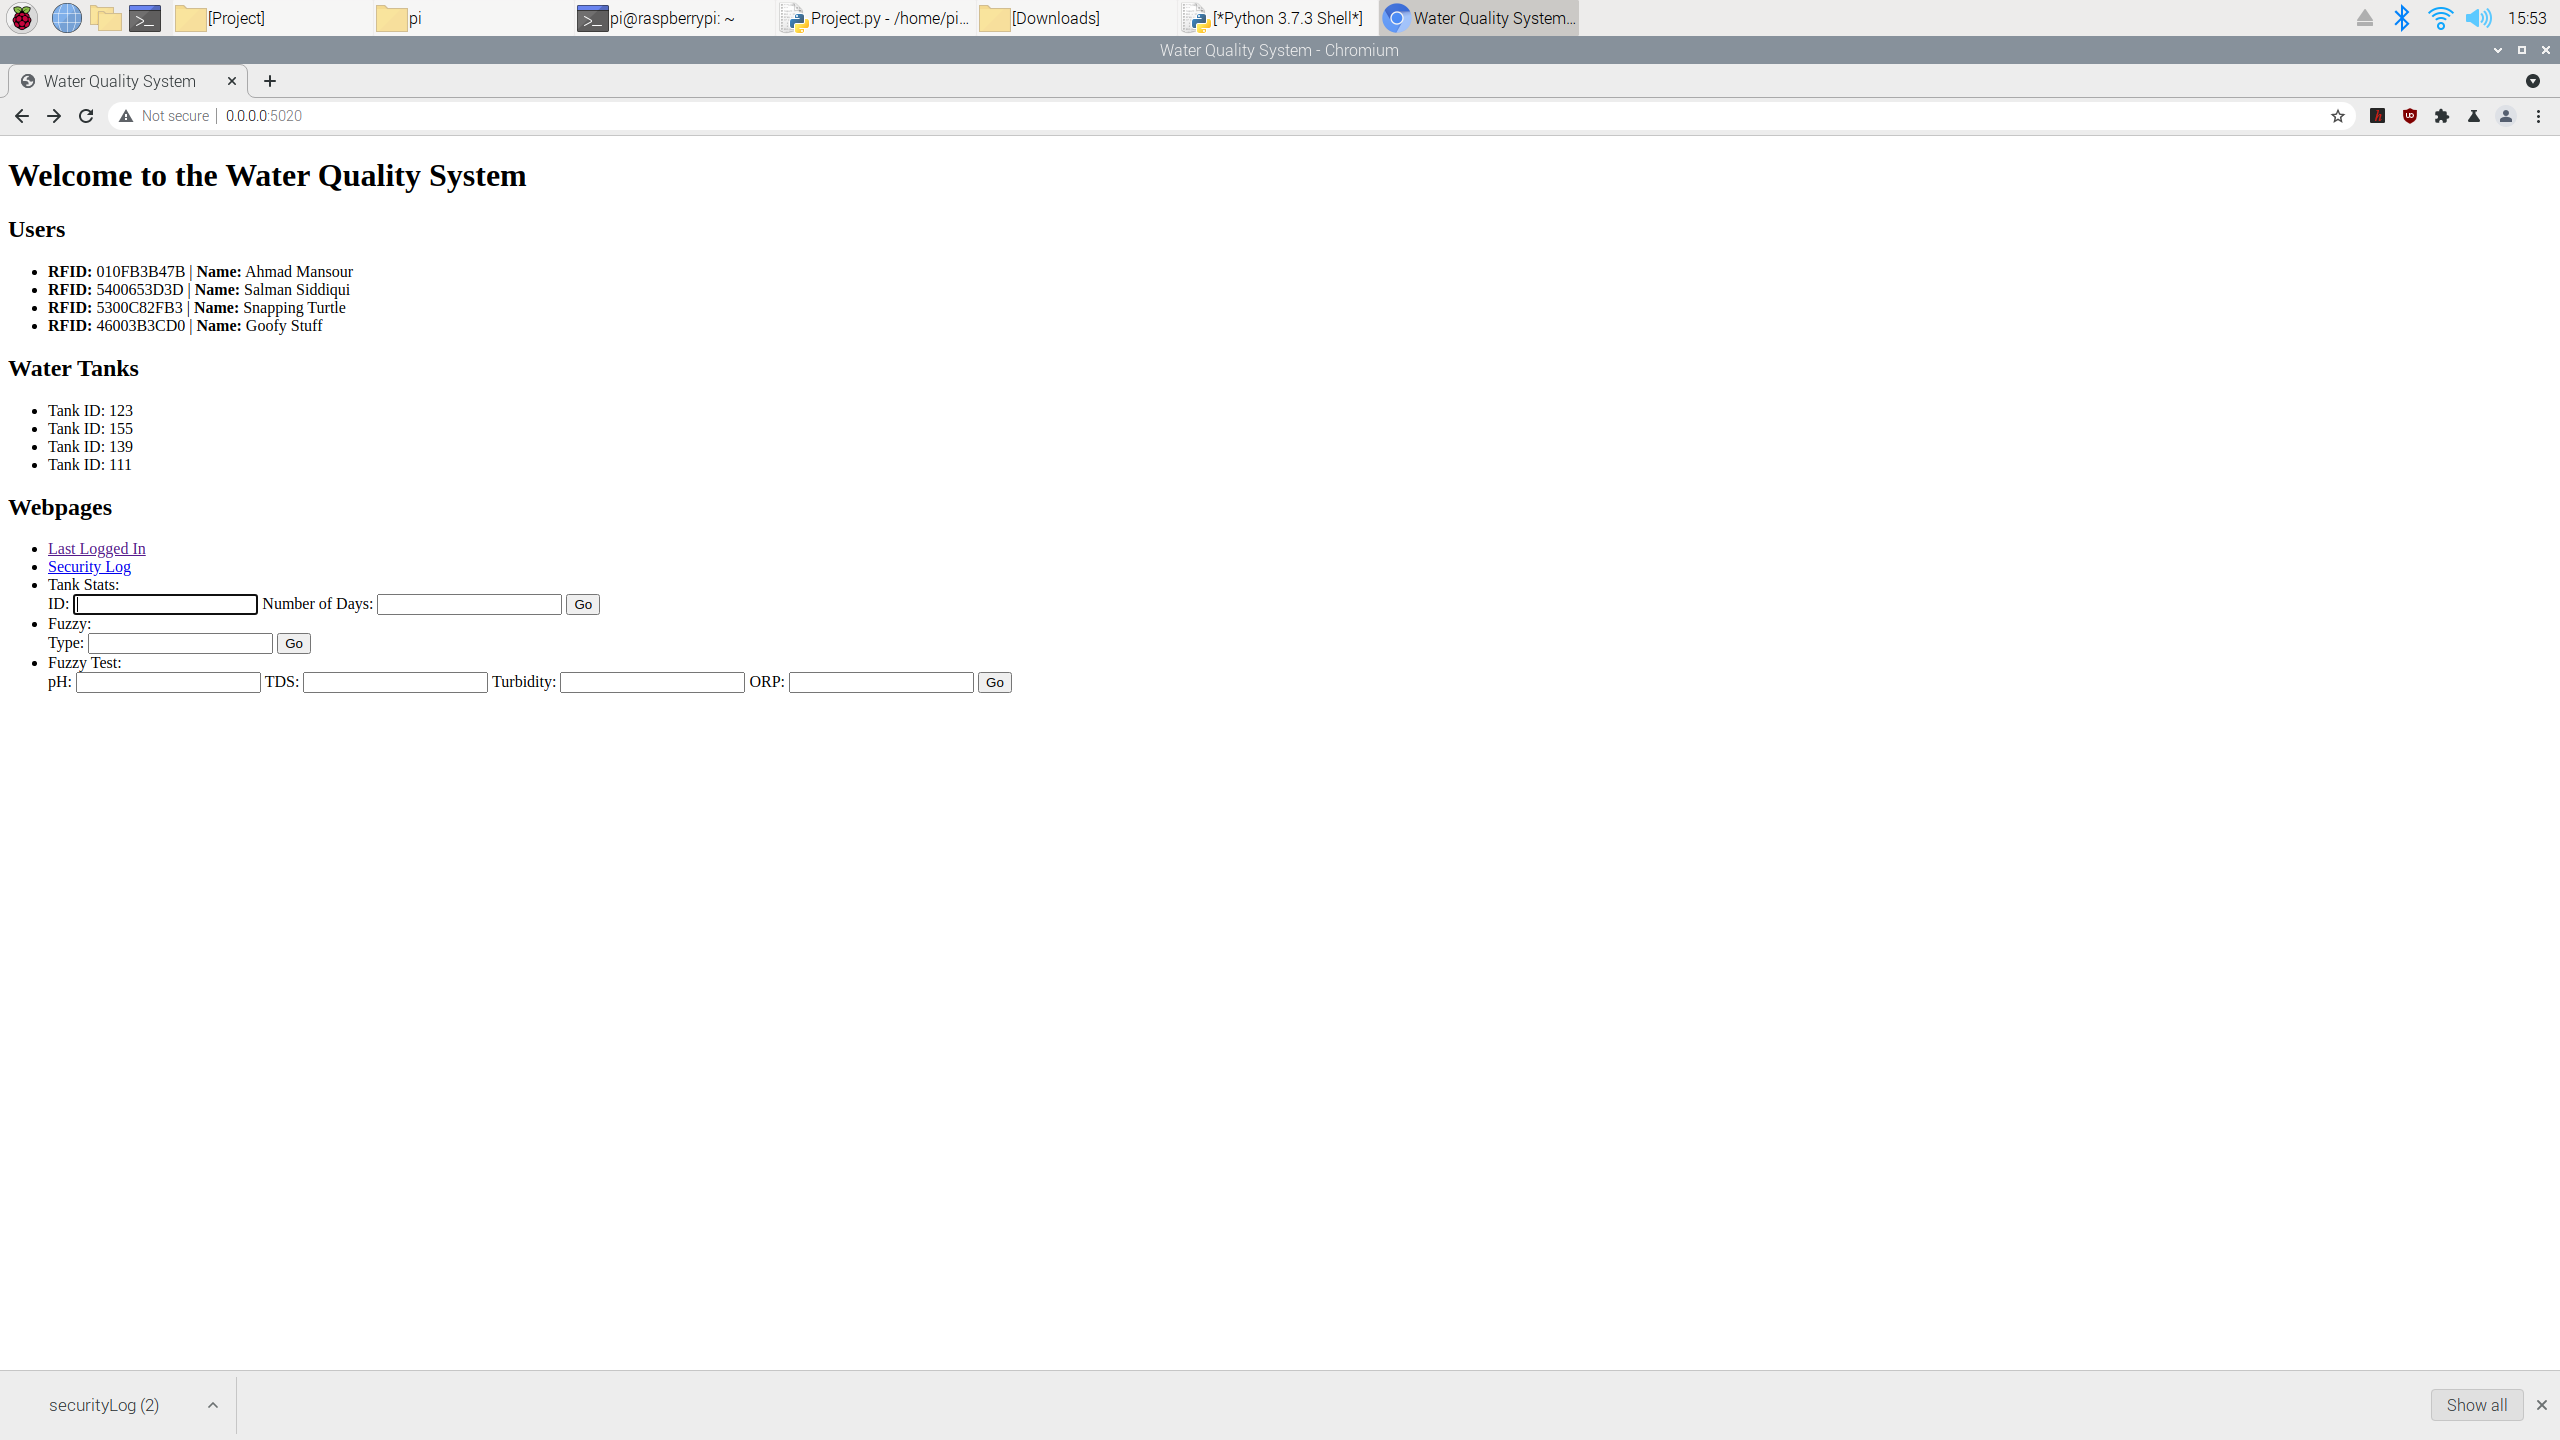 [Project] pi pi@raspberrypi: ~ Project.py - /home/pi... [Downloads] [*Python 3.7.3 Shell*] Water Quality System... 15:53
Water Quality System - Chromium
Water Quality System
Not secure 0.0.0.0:5020
Welcome to the Water Quality System
Users
RFID: 010FB3B47B | Name: Ahmad Mansour
RFID: 5400653D3D | Name: Salman Siddiqui
RFID: 5300C82FB3 | Name: Snapping Turtle
RFID: 46003B3CD0 | Name: Goofy Stuff
Water Tanks
Tank ID: 123
Tank ID: 155
Tank ID: 139
Tank ID: 111
Webpages
Last Logged In
Security Log
Tank Stats:
ID: Number of Days: Go
Fuzzy:
Type: Go
Fuzzy Test:
pH: TDS: Turbidity: ORP: Go
securityLog (2) Show all